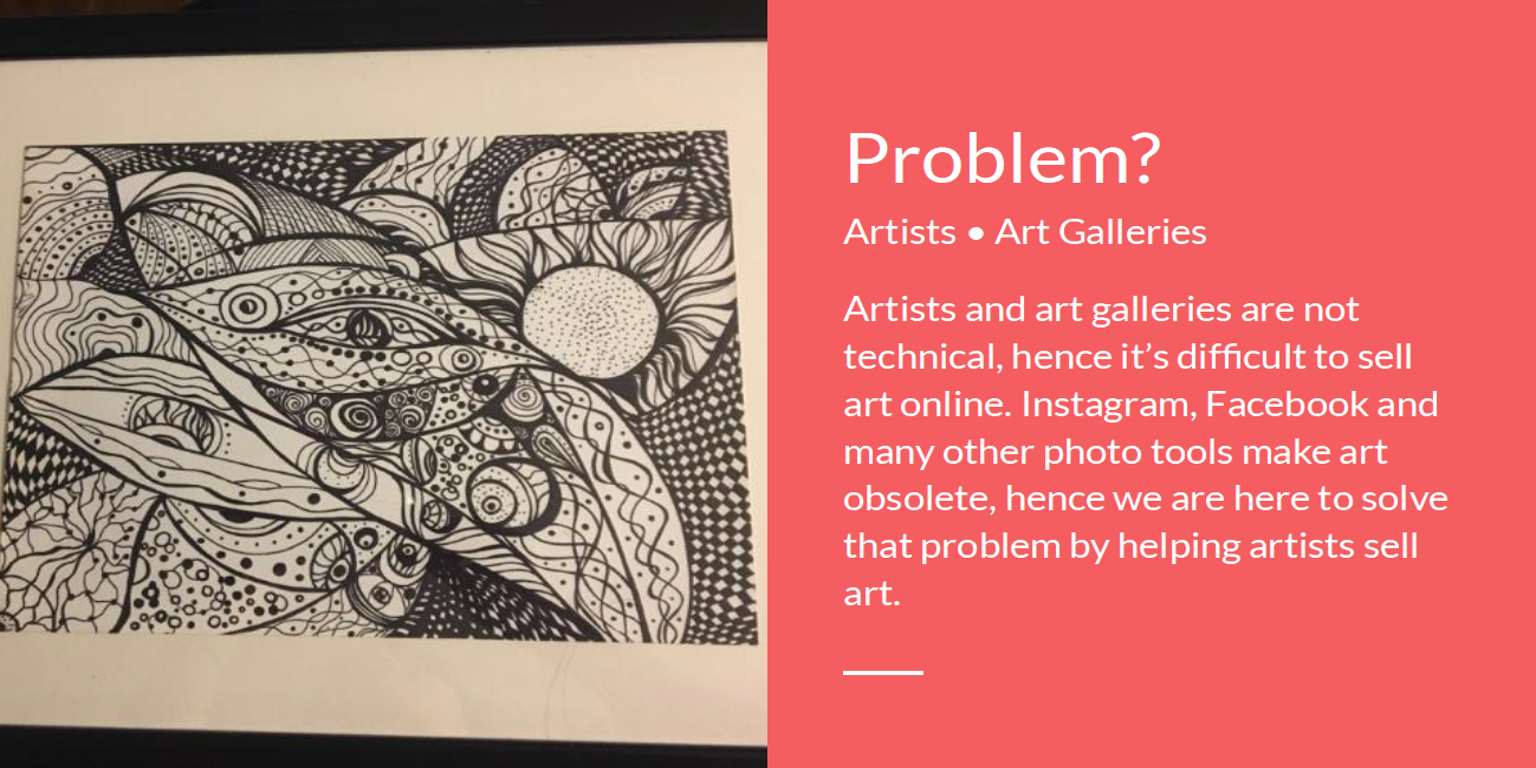 Problem?
Artists • Art Galleries
Artists and art galleries are not
technical, hence it’s difficult to sell
art online. Instagram, Facebook and
many other photo tools make art
obsolete, hence we are here to solve
that problem by helping artists sell
art.